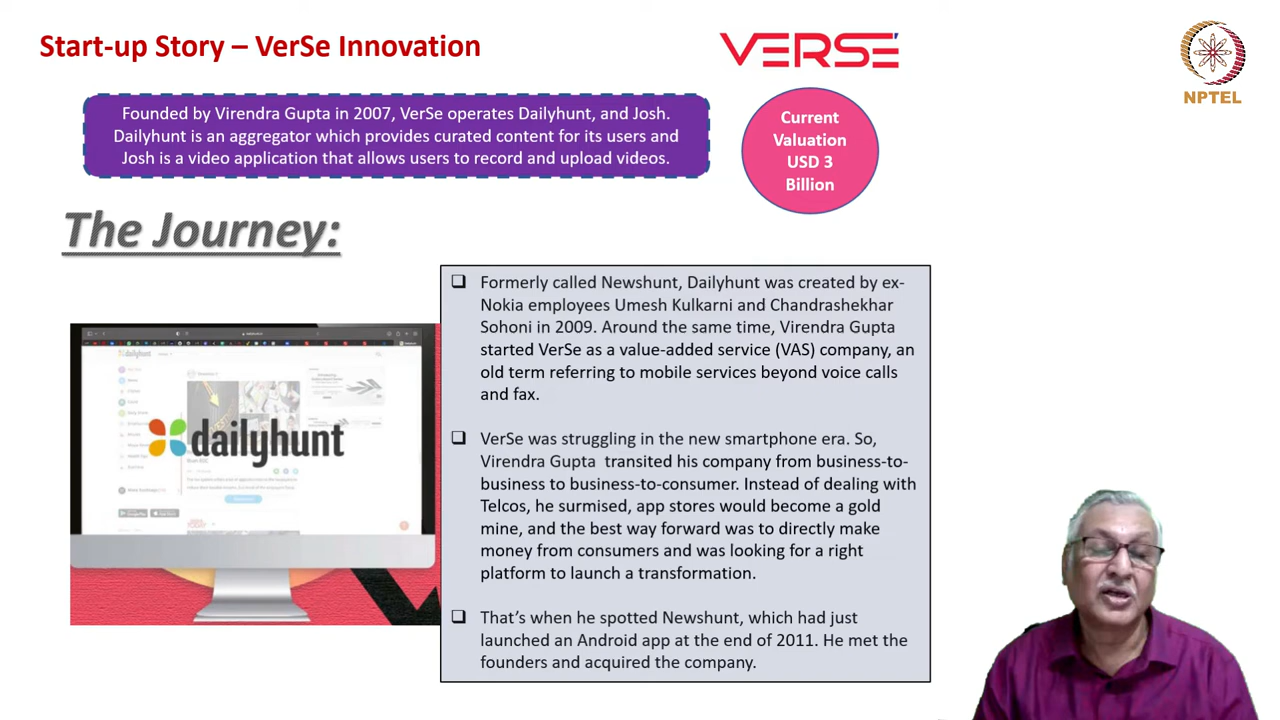 Start-up Story – VerSe Innovation
VERSE
NPTEL
Founded by Virendra Gupta in 2007, VerSe operates Dailyhunt, and Josh.
Dailyhunt is an aggregator which provides curated content for its users and
Josh is a video application that allows users to record and upload videos.
Current
Valuation
USD 3
Billion
The Journey:
dailyhunt
dailyhunt
❑ Formerly called Newshunt, Dailyhunt was created by ex-
Nokia employees Umesh Kulkarni and Chandrashekhar
Sohoni in 2009. Around the same time, Virendra Gupta
started VerSe as a value-added service (VAS) company, an
old term referring to mobile services beyond voice calls
and fax.
❑ VerSe was struggling in the new smartphone era. So,
Virendra Gupta transited his company from business-to-
business to business-to-consumer. Instead of dealing with
Telcos, he surmised, app stores would become a gold
mine, and the best way forward was to directly make
money from consumers and was looking for a right
platform to launch a transformation.
❑ That’s when he spotted Newshunt, which had just
launched an Android app at the end of 2011. He met the
founders and acquired the company.